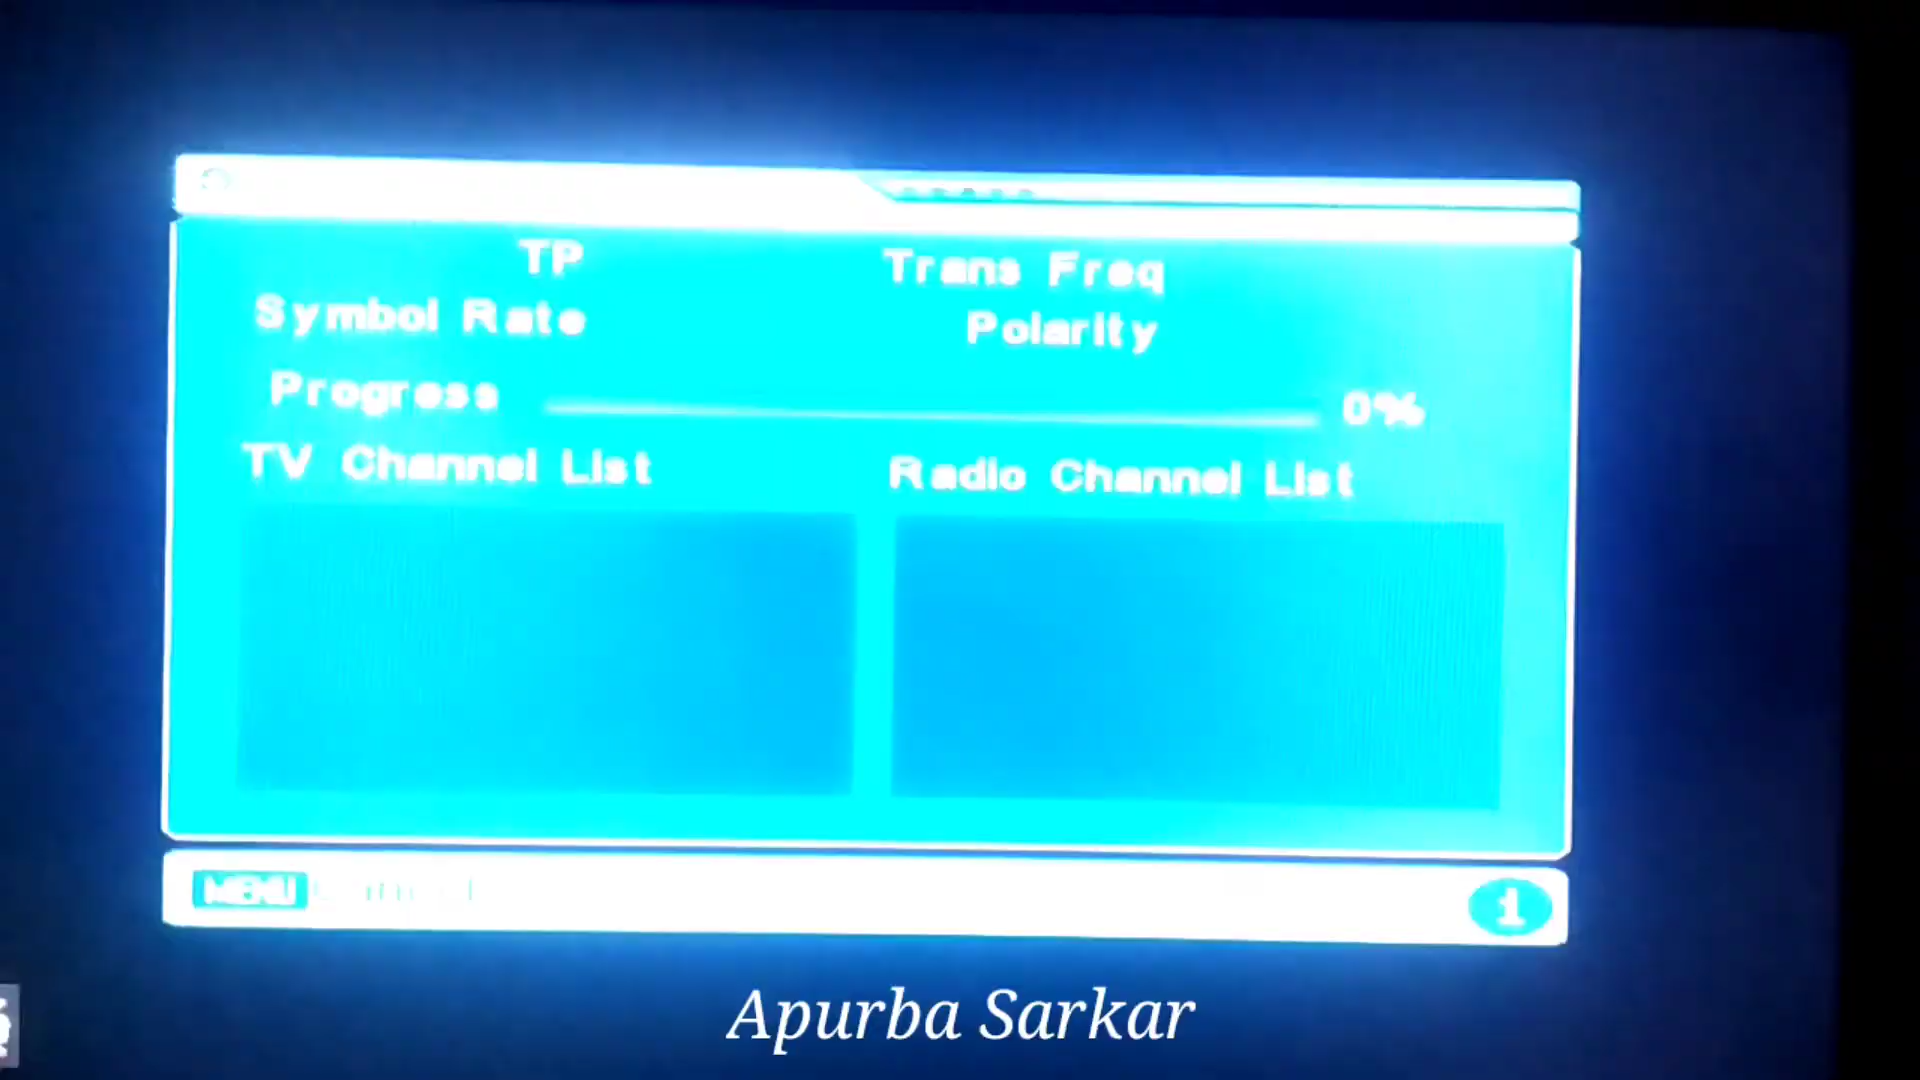 TP Trans Freq
Symbol Rate Polarity
Progress 0%
TV Channel List Radio Channel List
MENU
i
Apurba Sarkar